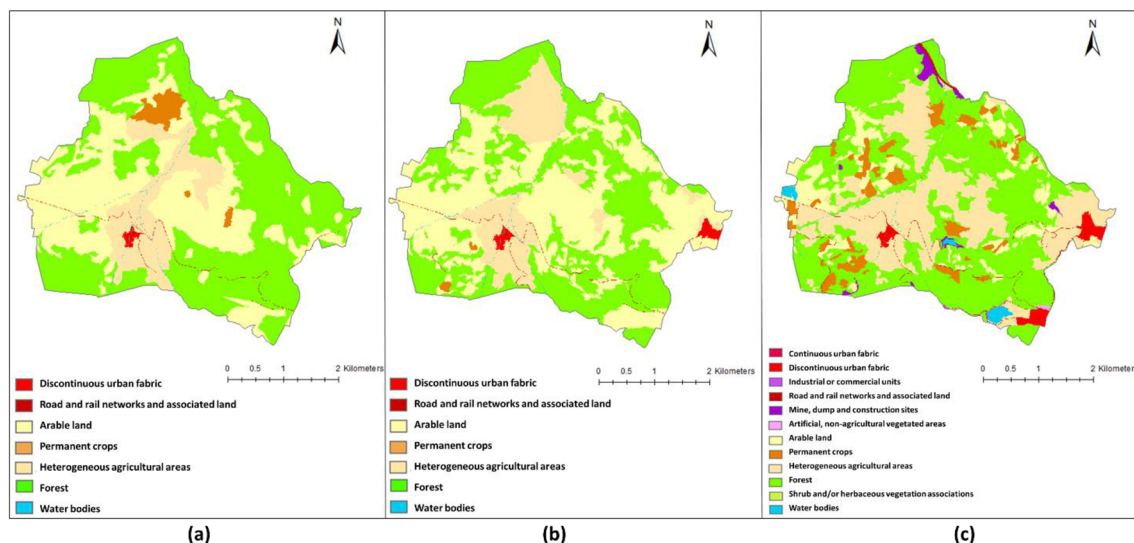 N
0 0.5 1 2 Kilometers
Discontinuous urban fabric
Road and rail networks and associated land
Arable land
Permanent crops
Heterogeneous agricultural areas
Forest
Water bodies
(a)
N
0 0.5 1 2 Kilometers
Discontinuous urban fabric
Road and rail networks and associated land
Arable land
Permanent crops
Heterogeneous agricultural areas
Forest
Water bodies
(b)
N
0 0.5 1 2 Kilometers
Continuous urban fabric
Discontinuous urban fabric
Industrial or commercial units
Road and rail networks and associated land
Mine, dump and construction sites
Artificial, non-agricultural vegetated areas
Arable land
Permanent crops
Heterogeneous agricultural areas
Forest
Shrub and/or herbaceous vegetation associations
Water bodies
(c)